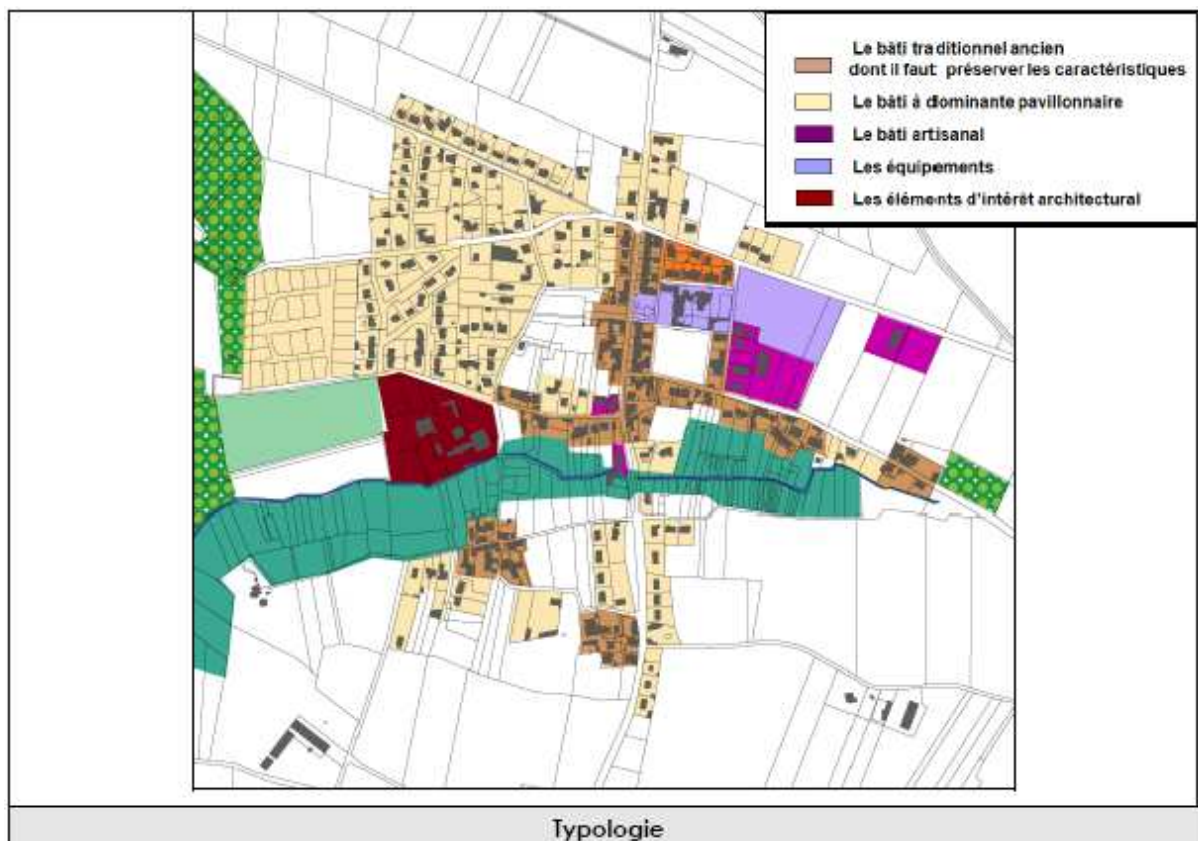 Le bâti traditionnel ancien
dont il faut préserver les caractéristiques
Le bâti à dominante pavillonnaire
Le bâti artisanal
Les équipements
Les éléments d'intérêt architectural
Typologie